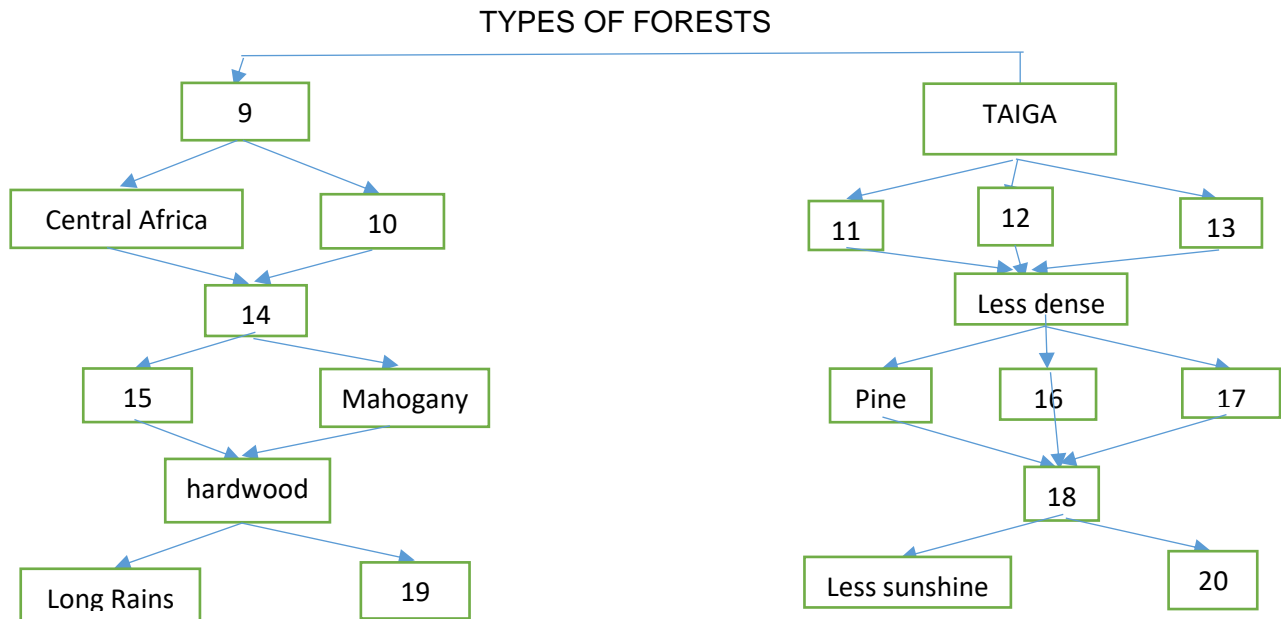 TYPES OF FORESTS
9
TAIGA
Central Africa
10
11
12
13
14
Less dense
15
Mahogany
Pine
16
17
hardwood
18
Long Rains
19
Less sunshine
20